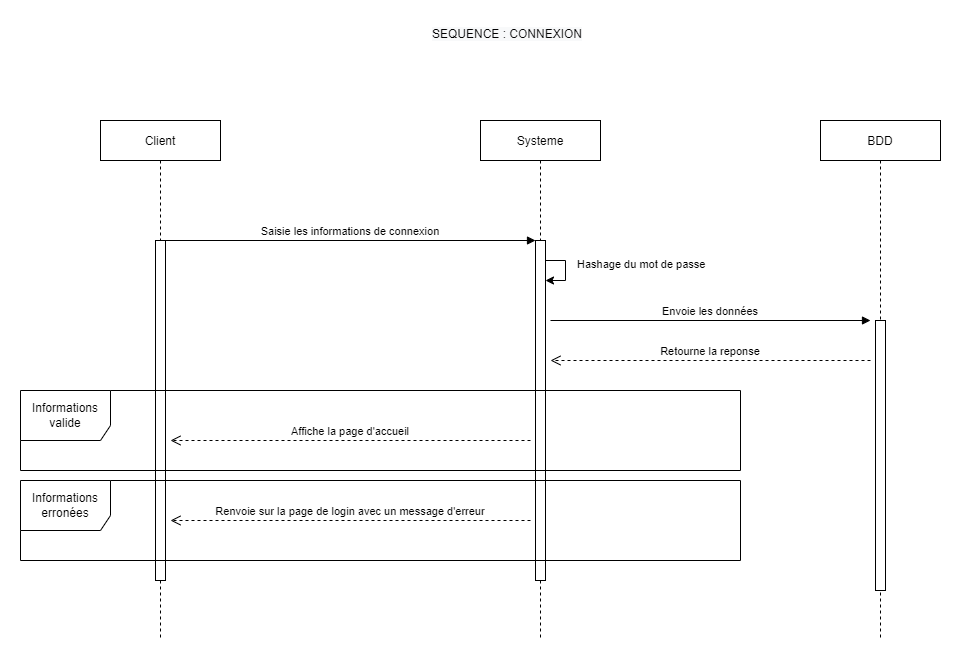 SEQUENCE : CONNEXION
Client
Systeme
BDD
Saisie les informations de connexion
Hashage du mot de passe
Envoie les données
Retourne la reponse
Informations
valide
Affiche la page d'accueil
Informations
erronées
Renvoie sur la page de login avec un message d'erreur